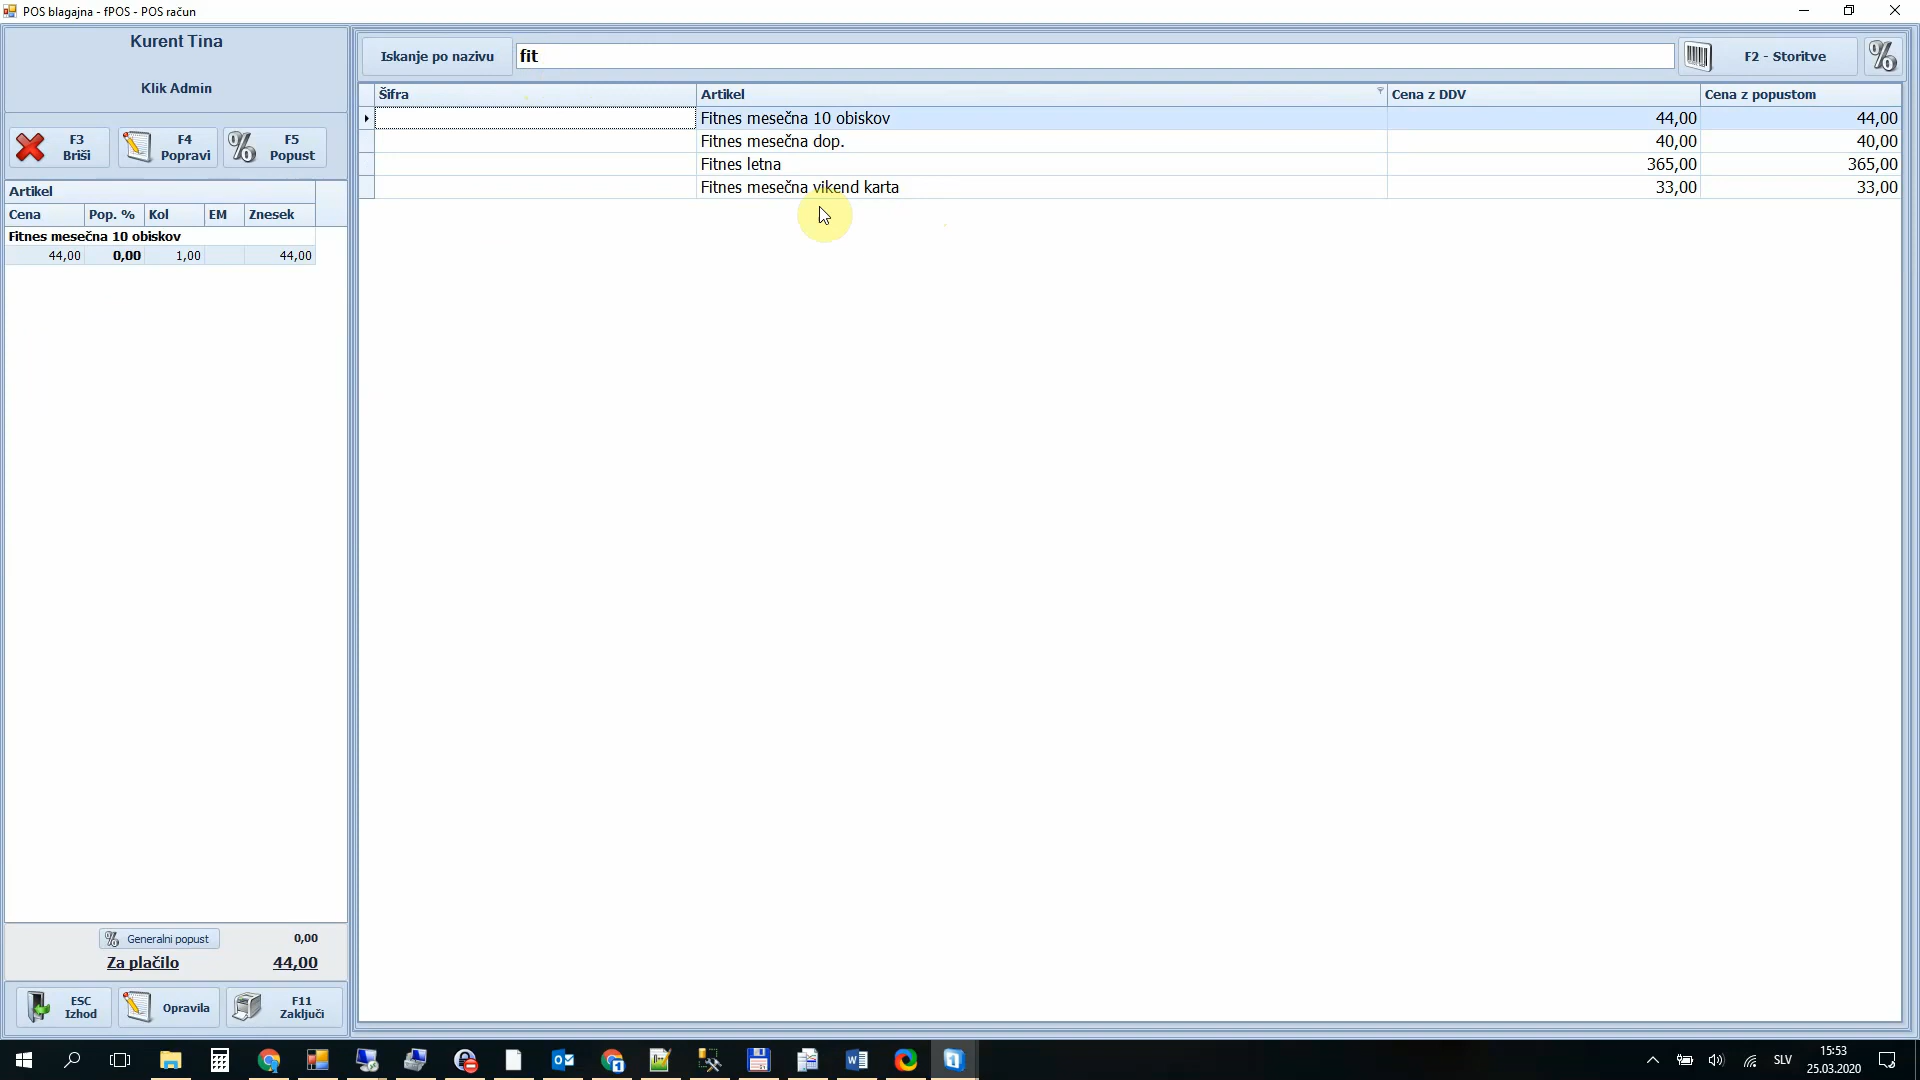 POS blagajna - fPOS - POS račun
Kurent Tina
Klik Admin
F3 Briši
F4 Popravi
F5 Popust
Artikel
Cena Pop. % Kol EM Znesek
Fitnes mesečna 10 obiskov
44,00 0,00 1,00 44,00
Generalni popust 0,00
Za plačilo 44,00
ESC Izhod
Opravila
F11 Zaključi
Iskanje po nazivu fit F2 - Storitve
Šifra Artikel Cena z DDV Cena z popustom
Fitnes mesečna 10 obiskov 44,00 44,00
Fitnes mesečna dop. 40,00 40,00
Fitnes letna 365,00 365,00
Fitnes mesečna vikend karta 33,00 33,00
SLV
15:53
25.03.2020